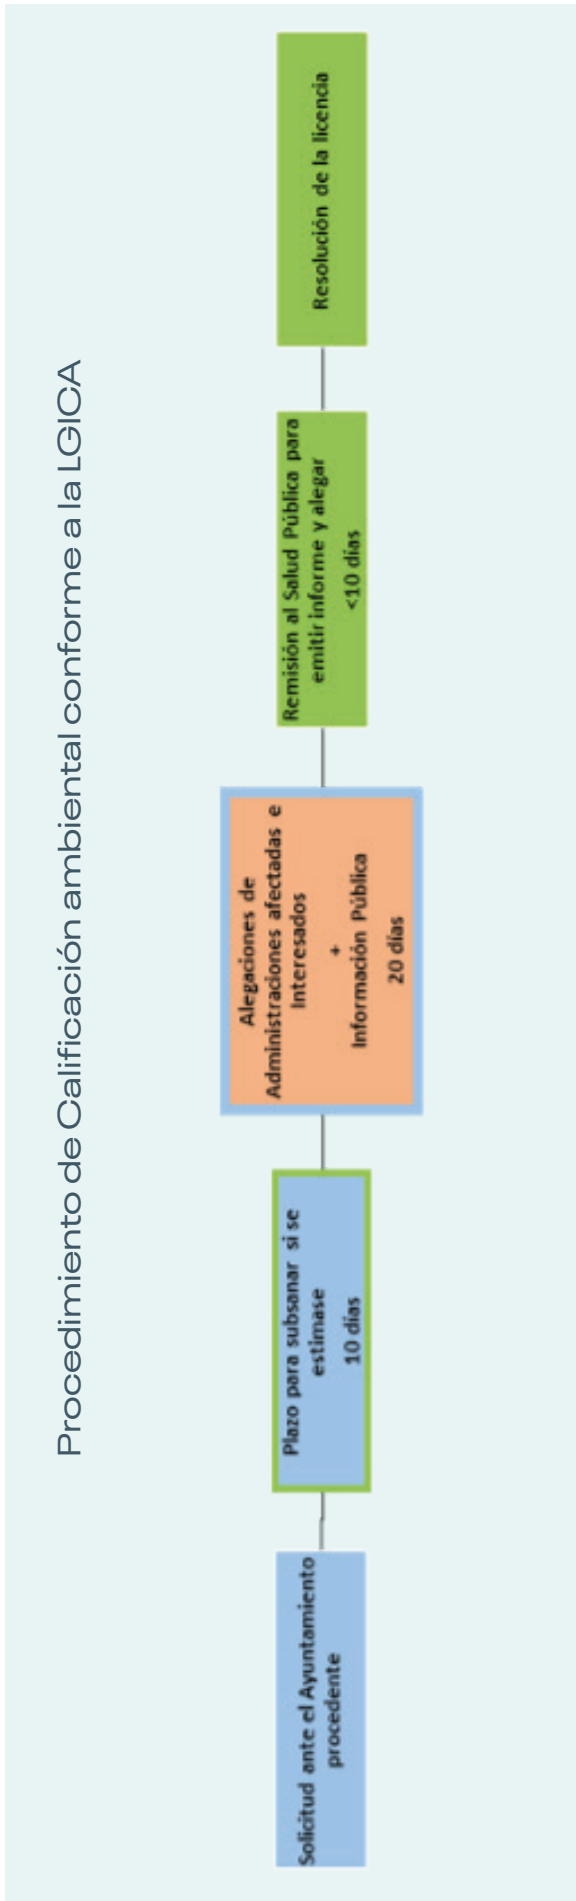 Procedimiento de Calificación ambiental conforme a la LGICA
Solicitud ante el Ayuntamiento
procedente
Plazo para subsanar si se
estimase
10 días
Alegaciones de
Administraciones afectadas e
Interesados
+
Información Pública
20 días
Remisión al Salud Pública para
emitir informe y alegar
<10 días
Resolución de la licencia